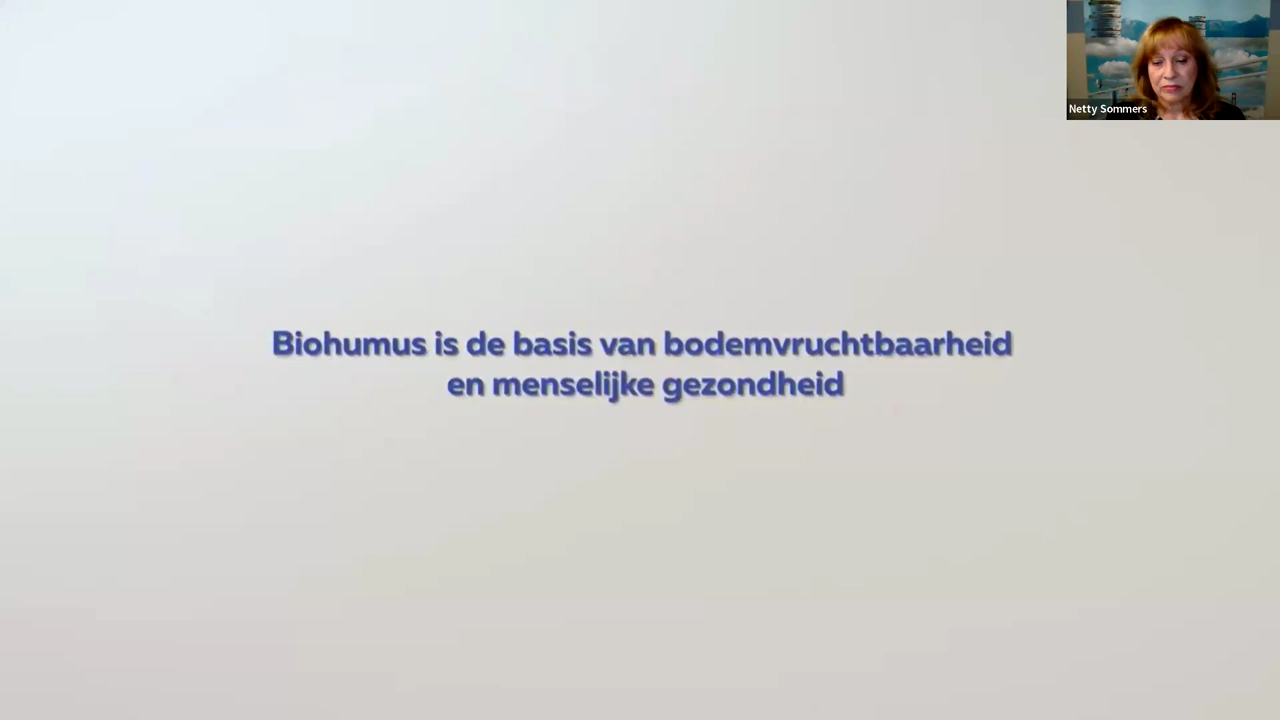 Netty Sommers
Biohumus is de basis van bodemvruchtbaarheid
en menselijke gezondheid